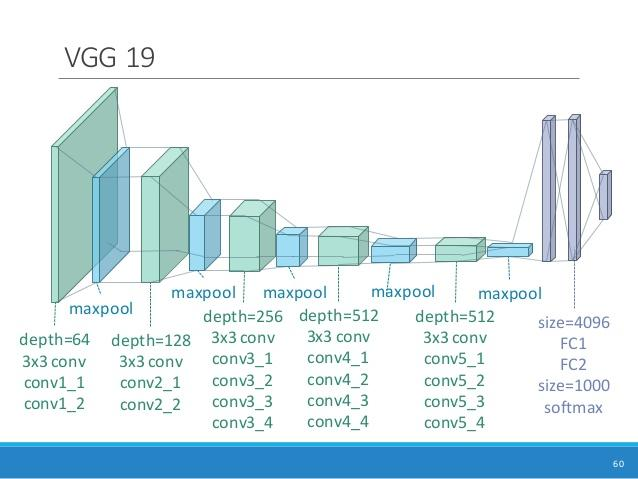 VGG 19
maxpool
maxpool
maxpool
maxpool
maxpool
depth=64
3x3 conv
conv1_1
conv1_2
depth=128
3x3 conv
conv2_1
conv2_2
depth=256
3x3 conv
conv3_1
conv3_2
conv3_3
conv3_4
depth=512
3x3 conv
conv4_1
conv4_2
conv4_3
conv4_4
depth=512
3x3 conv
conv5_1
conv5_2
conv5_3
conv5_4
size=4096
FC1
FC2
size=1000
softmax
60